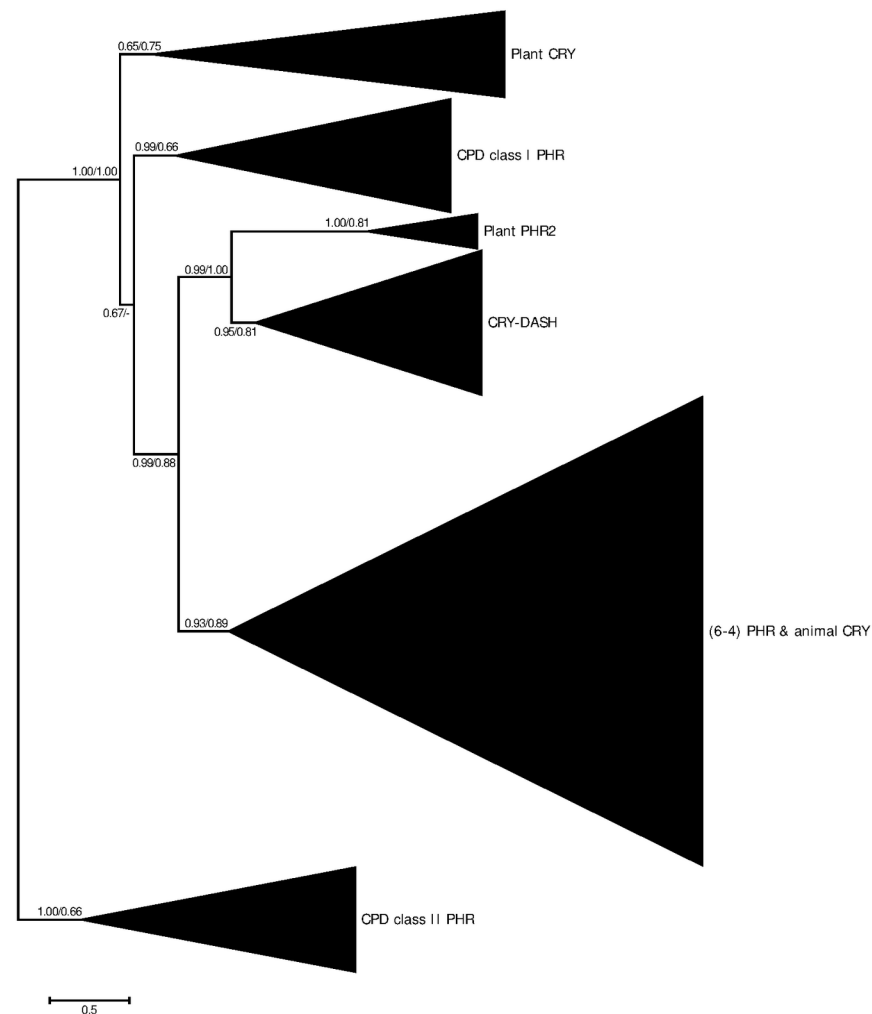 0.65/0.75
Plant CRY
0.99/0.66
CPD class I PHR
1.00/1.00
1.00/0.81
Plant PHR2
0.99/1.00
0.67/-
CRY-DASH
0.95/0.81
0.99/0.88
0.93/0.89
(6-4) PHR & animal CRY
1.00/0.66
CPD class II PHR
0.5